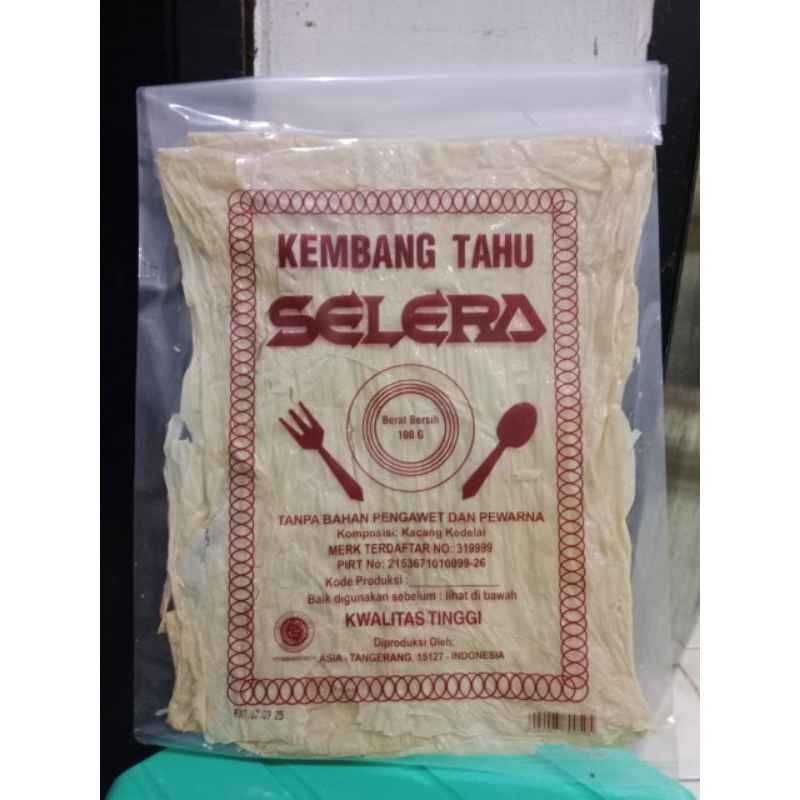 KEMBANG TAHU
SELERA
Berat Bersih
100 G
TANPA BAHAN PENGAWET DAN PEWARNA
Komposisi: Kacang Kedelai
MERK TERDAFTAR NO: 319999
PIRT No: 2153671010099-26
Kode Produksi :
Baik digunakan sebelum : lihat di bawah
KWALITAS TINGGI
Diproduksi Oleh:
ASIA - TANGERANG, 15127 - INDONESIA